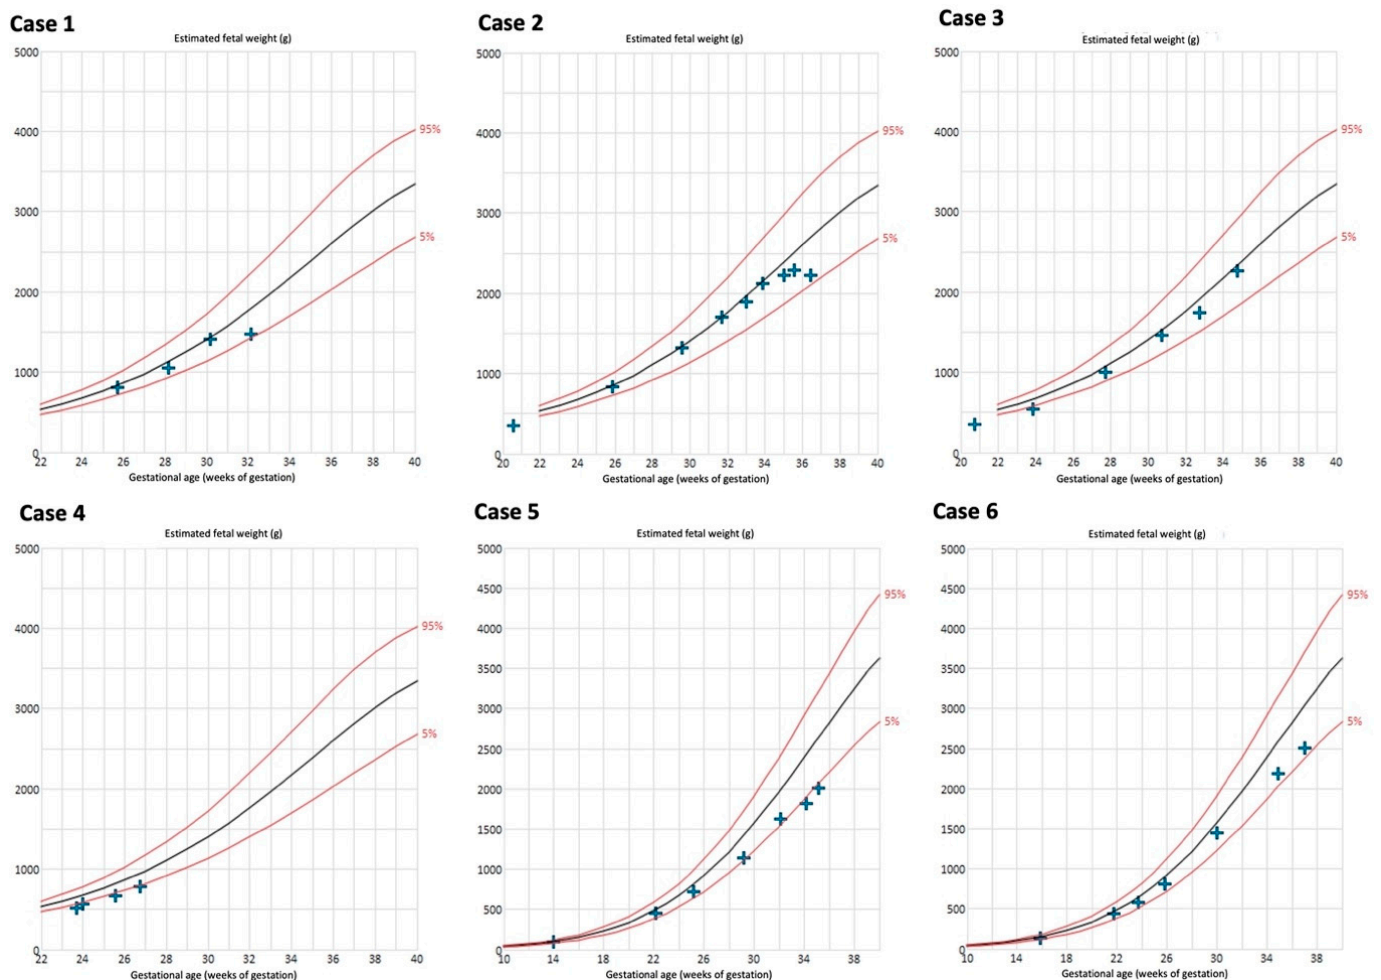 Case 1
Estimated fetal weight (g)
5000
4000
3000
2000
1000
0
95%
5%
22 24 26 28 30 32 34 36 38 40
Gestational age (weeks of gestation)
Case 2
Estimated fetal weight (g)
5000
4000
3000
2000
1000
0
95%
5%
20 22 24 26 28 30 32 34 36 38 40
Gestational age (weeks of gestation)
Case 3
Estimated fetal weight (g)
5000
4000
3000
2000
1000
0
95%
5%
20 22 24 26 28 30 32 34 36 38 40
Gestational age (weeks of gestation)
Case 4
Estimated fetal weight (g)
5000
4000
3000
2000
1000
0
95%
5%
22 24 26 28 30 32 34 36 38 40
Gestational age (weeks of gestation)
Case 5
Estimated fetal weight (g)
5000
4500
4000
3500
3000
2500
2000
1500
1000
500
0
95%
5%
10 14 18 22 26 30 34 38
Gestational age (weeks of gestation)
Case 6
Estimated fetal weight (g)
5000
4500
4000
3500
3000
2500
2000
1500
1000
500
0
95%
5%
10 14 18 22 26 30 34 38
Gestational age (weeks of gestation)